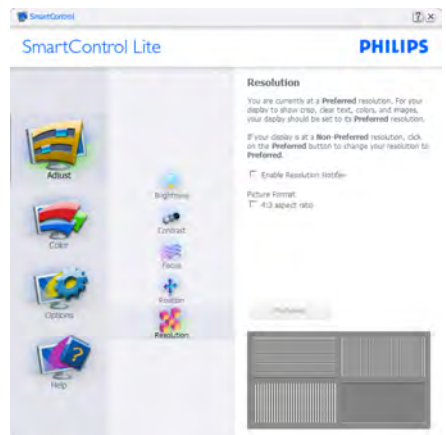 SmartControl
SmartControl Lite
PHILIPS
Resolution
You are currently at a Preferred resolution. For your
display to show crisp, clear text, colors, and images,
your display should be set to its Preferred resolution.
If your display is at a Non-Preferred resolution, click
on the Preferred button to change your resolution to
Preferred.
Enable Resolution Notifier
Picture Format
4:3 aspect ratio
Preferred
Adjust
Color
Options
Help
Brightness
Contrast
Focus
Position
Resolution